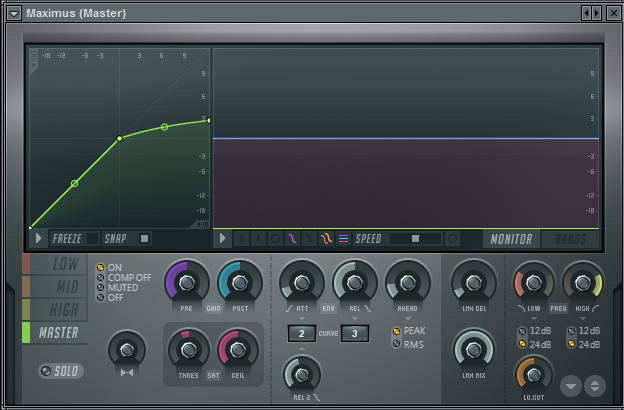 Maximus (Master)
-18 -12 -6 -3 3 6 9
9
6
3
-3
-6
-12
-18
9
6
3
-3
-6
-12
-18
FREEZE SNAP SPEED MONITOR BANDS
LOW
MID
HIGH
MASTER
SOLO
ON
COMP OFF
MUTED
OFF
PRE GAIN POST
THRES SAT CEIL
ATT ENV REL AHEAD
2 CURVE 3
PEAK
RMS
REL 2
LMH DEL
LMH MIX
LOW FREQ HIGH
12dB 12dB
24dB 24dB
LO.CUT